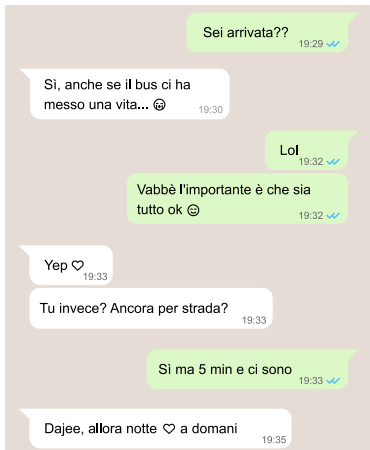 Sei arrivata??
19:29
Sì, anche se il bus ci ha
messo una vita... 😭
19:30
Lol
19:32
Vabbè l'importante è che sia
tutto ok 😊
19:32
Yep ♡
19:33
Tu invece? Ancora per strada?
19:33
Sì ma 5 min e ci sono
19:33
Dajee, allora notte ♡ a domani
19:35